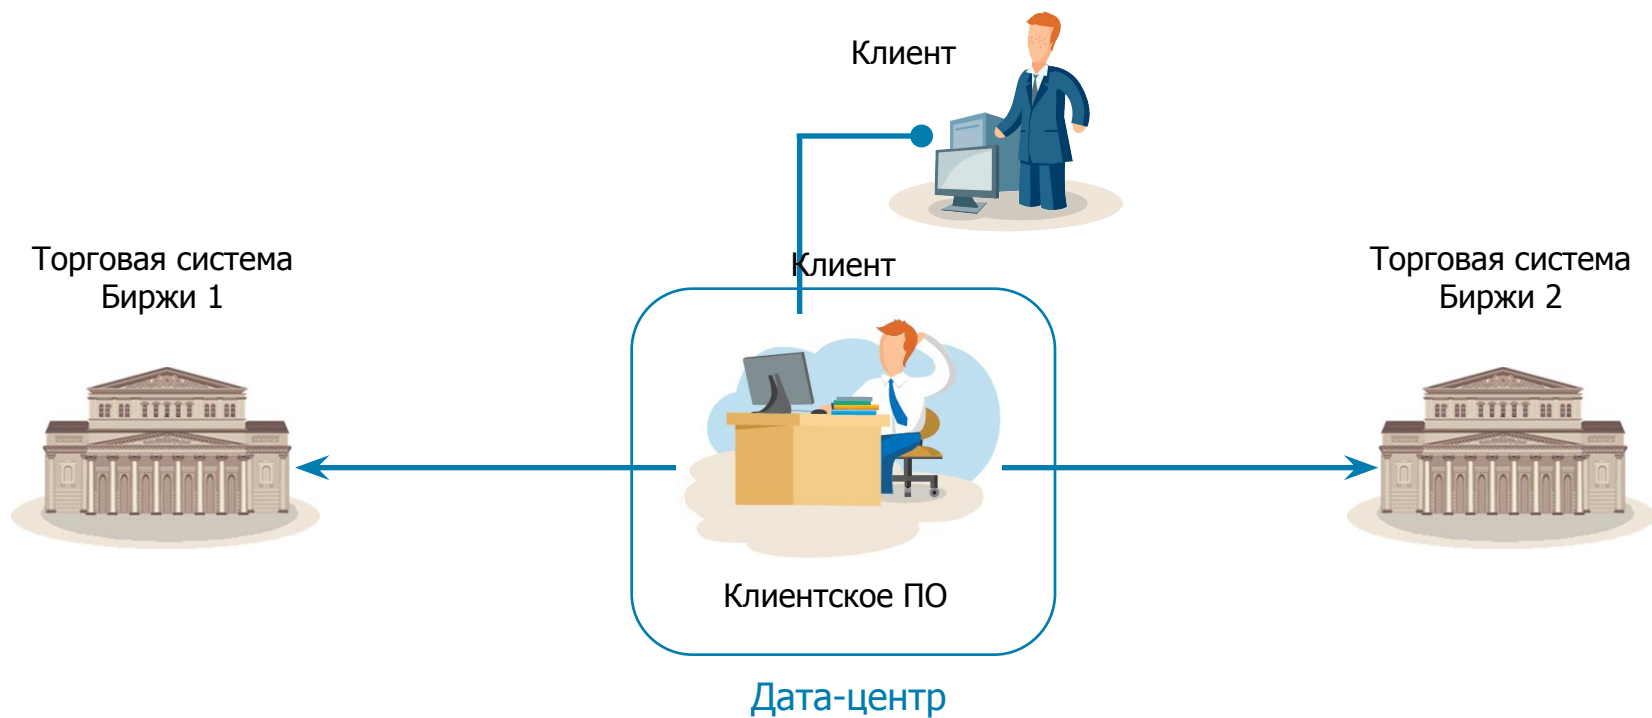 Клиент
Торговая система
Биржи 1
Клиент
Торговая система
Биржи 2
Клиентское ПО
Дата-центр